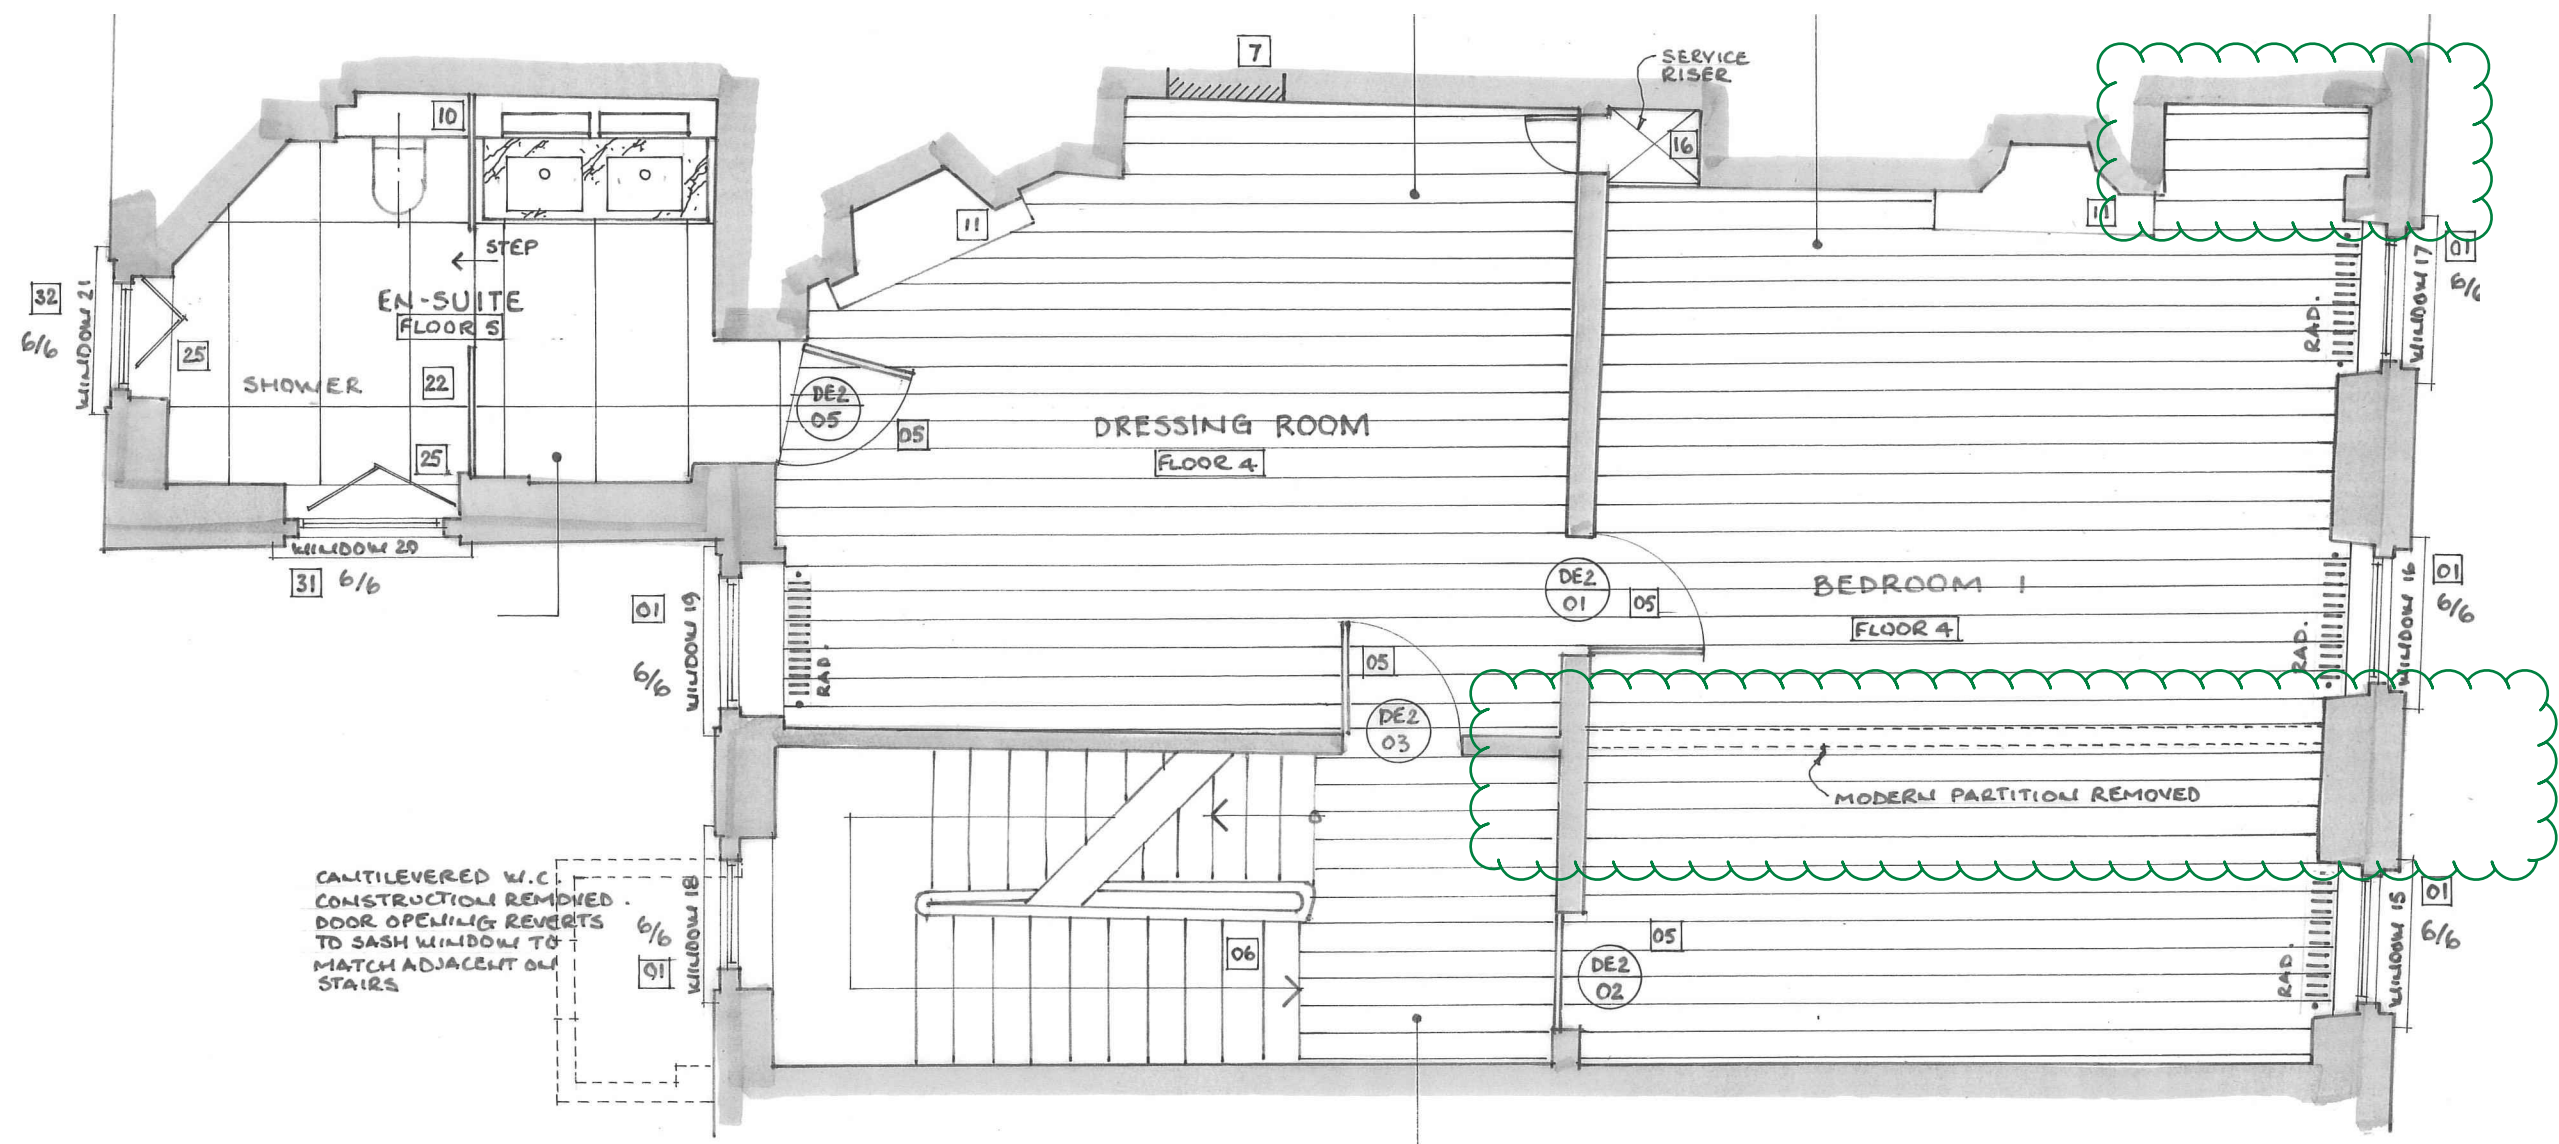 7
SERVICE
RISER
10
16
11
11
STEP
EN-SUITE
FLOOR 5
32
6/6
WINDOW 21
25
SHOWER
22
25
DE2
05
05
DRESSING ROOM
FLOOR 4
RAD.
WINDOW 17
01
6/6
WINDOW 20
31
6/6
01
6/6
WINDOW 19
RAD.
DE2
01
05
BEDROOM 1
FLOOR 4
RAD.
WINDOW 16
01
6/6
05
DE2
03
MODERN PARTITION REMOVED
CANTILEVERED W.C.
CONSTRUCTION REMOVED.
DOOR OPENING REVERTS
TO SASH WINDOW TO
MATCH ADJACENT ON
STAIRS
6/6
01
WINDOW 18
06
05
DE2
02
RAD.
WINDOW 15
01
6/6